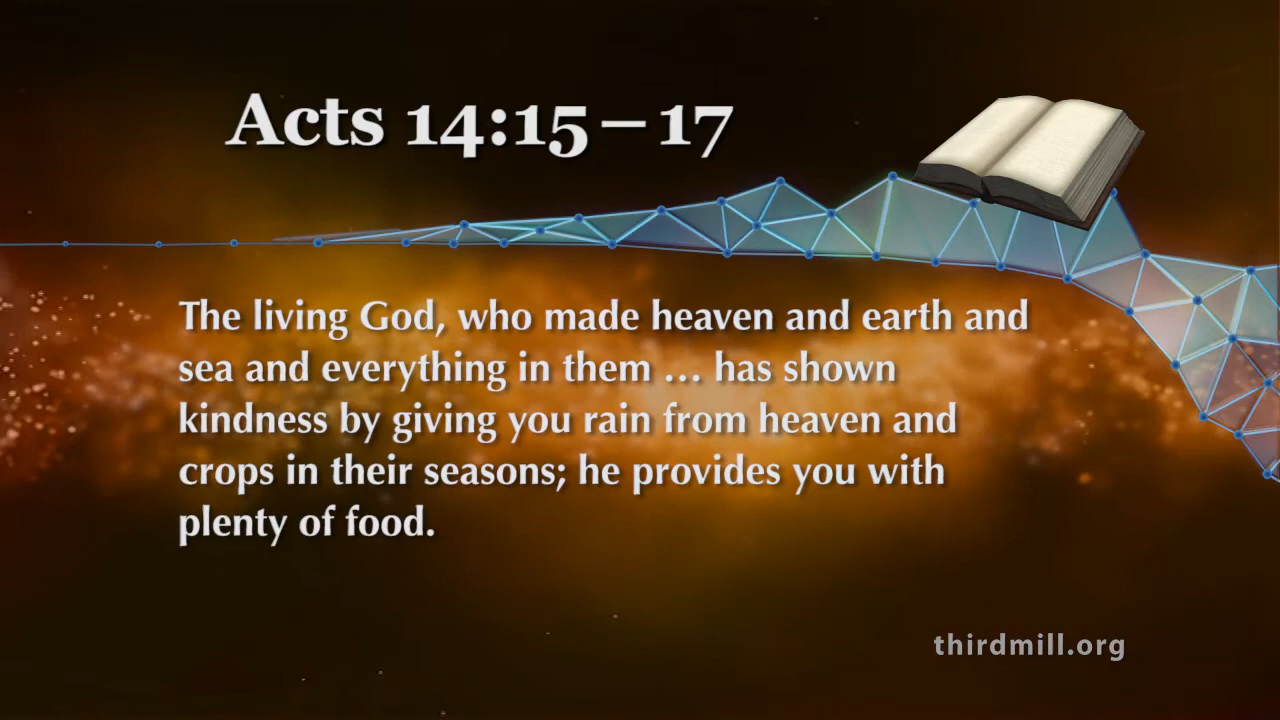 Acts 14:15–17
The living God, who made heaven and earth and
sea and everything in them … has shown
kindness by giving you rain from heaven and
crops in their seasons; he provides you with
plenty of food.
thirdmill.org